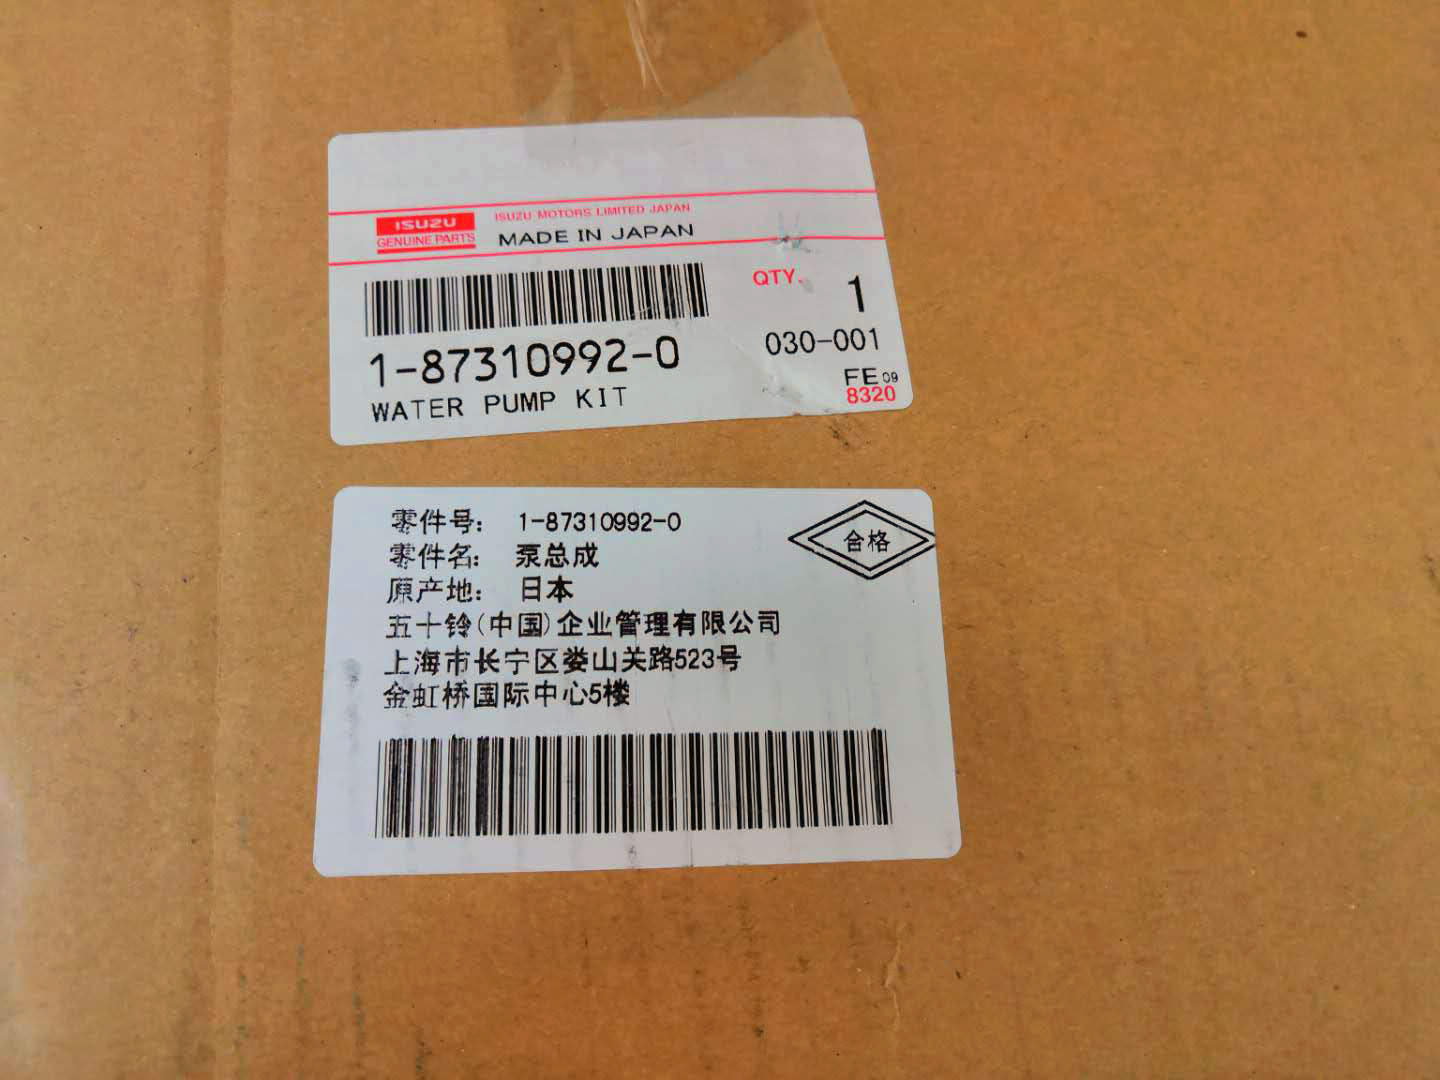 ISUZU
GENUINE PARTS
ISUZU MOTORS LIMITED JAPAN
MADE IN JAPAN
QTY. 1
1-87310992-0
030-001
WATER PUMP KIT
FE 09
8320
零件号： 1-87310992-0
零件名： 泵总成
原产地： 日本
合格
五十铃(中国)企业管理有限公司
上海市长宁区娄山关路523号
金虹桥国际中心5楼